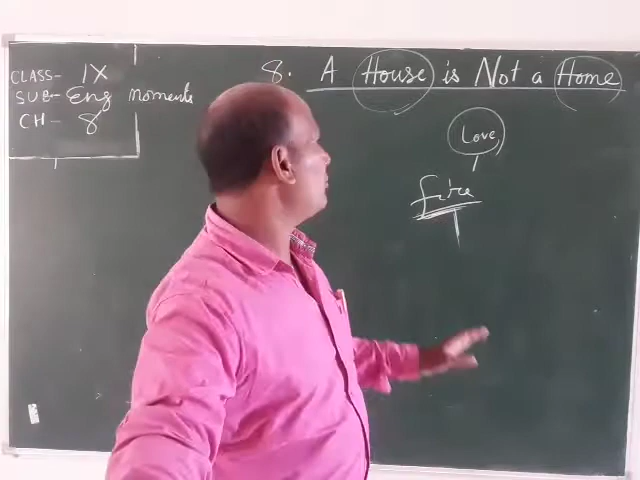 CLASS- IX
SUB- Eng moments
CH- 8
8. A House is Not a Home
Love
fire